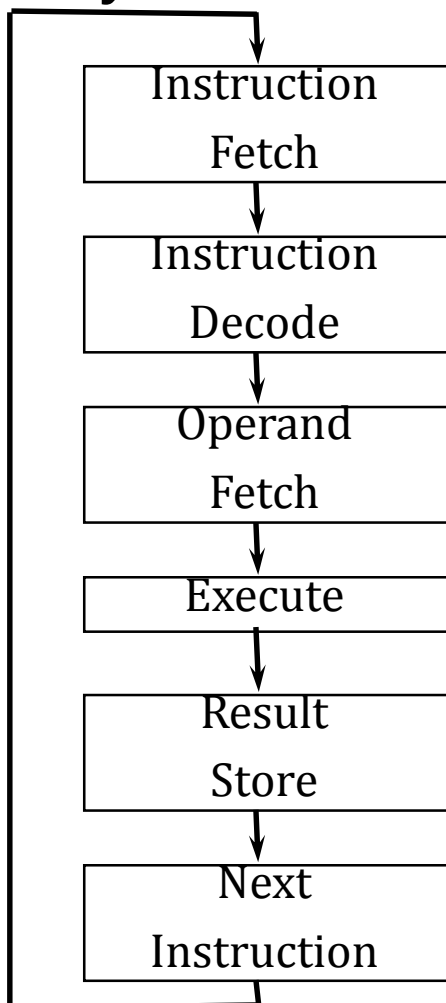 Instruction
Fetch
Instruction
Decode
Operand
Fetch
Execute
Result
Store
Next
Instruction